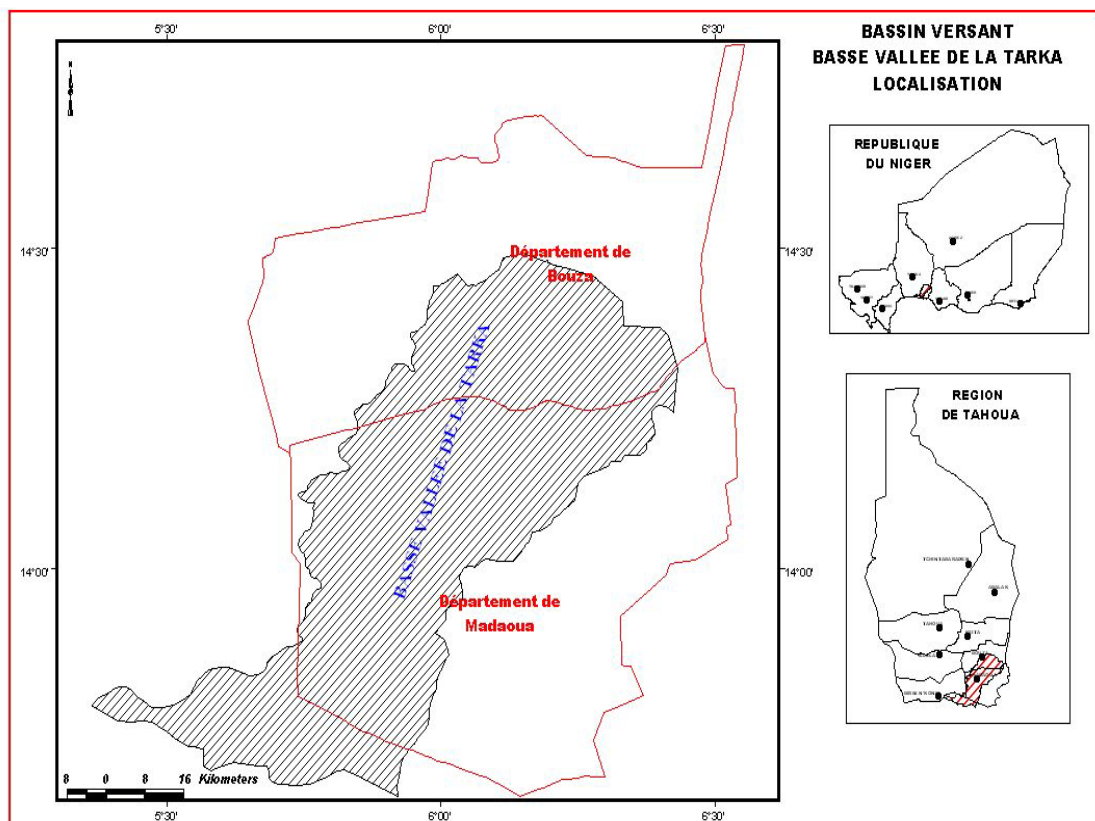 BASSIN VERSANT
BASSE VALLEE DE LA TARKA
LOCALISATION
5°30'
6°00'
6°30'
14°30'
14°30'
Département de
Bouza
BASSE VALLEE DE LA TARKA
14°00'
14°00'
Département de
Madaoua
8 0 8 16 Kilometers
5°30'
6°00'
6°30'
REPUBLIQUE
DU NIGER
REGION
DE TAHOUA
TAHOUA